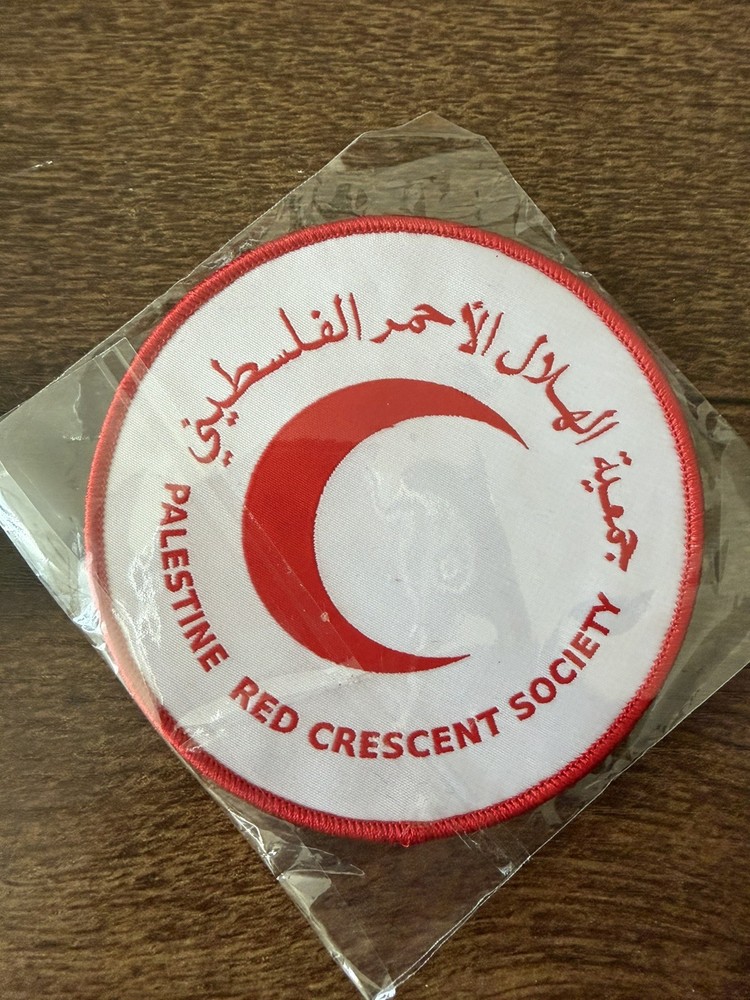 جمعية الهلال الأحمر الفلسطيني
PALESTINE RED CRESCENT SOCIETY